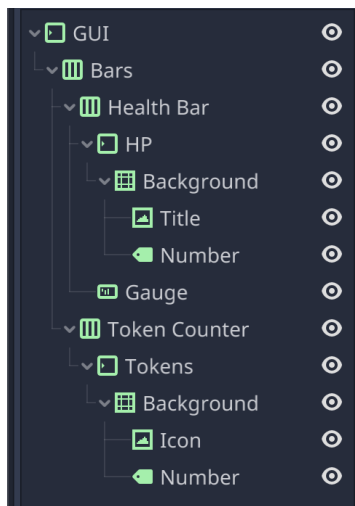 GUI
Bars
Health Bar
HP
Background
Title
Number
Gauge
Token Counter
Tokens
Background
Icon
Number